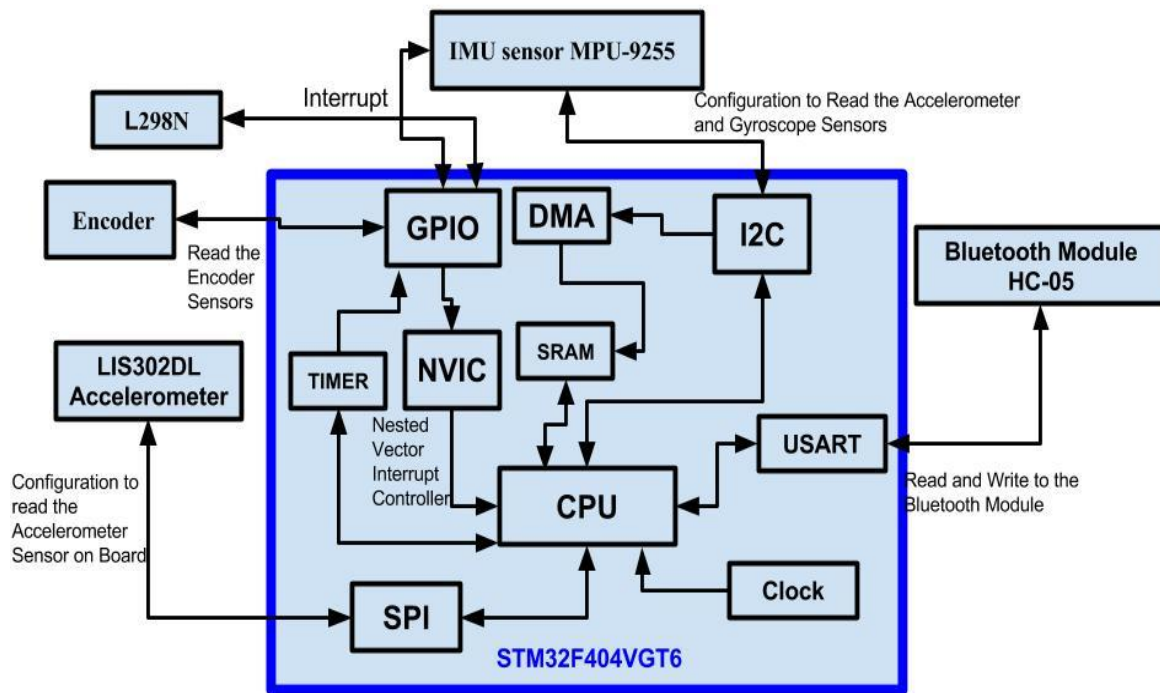 IMU sensor MPU-9255
Interrupt
L298N
Configuration to Read the Accelerometer
and Gyroscope Sensors
Encoder
Read the
Encoder
Sensors
GPIO
DMA
I2C
Bluetooth Module
HC-05
LIS302DL
Accelerometer
TIMER
NVIC
SRAM
Nested
Vector
Interrupt
Controller
USART
Read and Write to the
Bluetooth Module
CPU
Configuration to
read the
Accelerometer
Sensor on Board
Clock
SPI
STM32F404VGT6